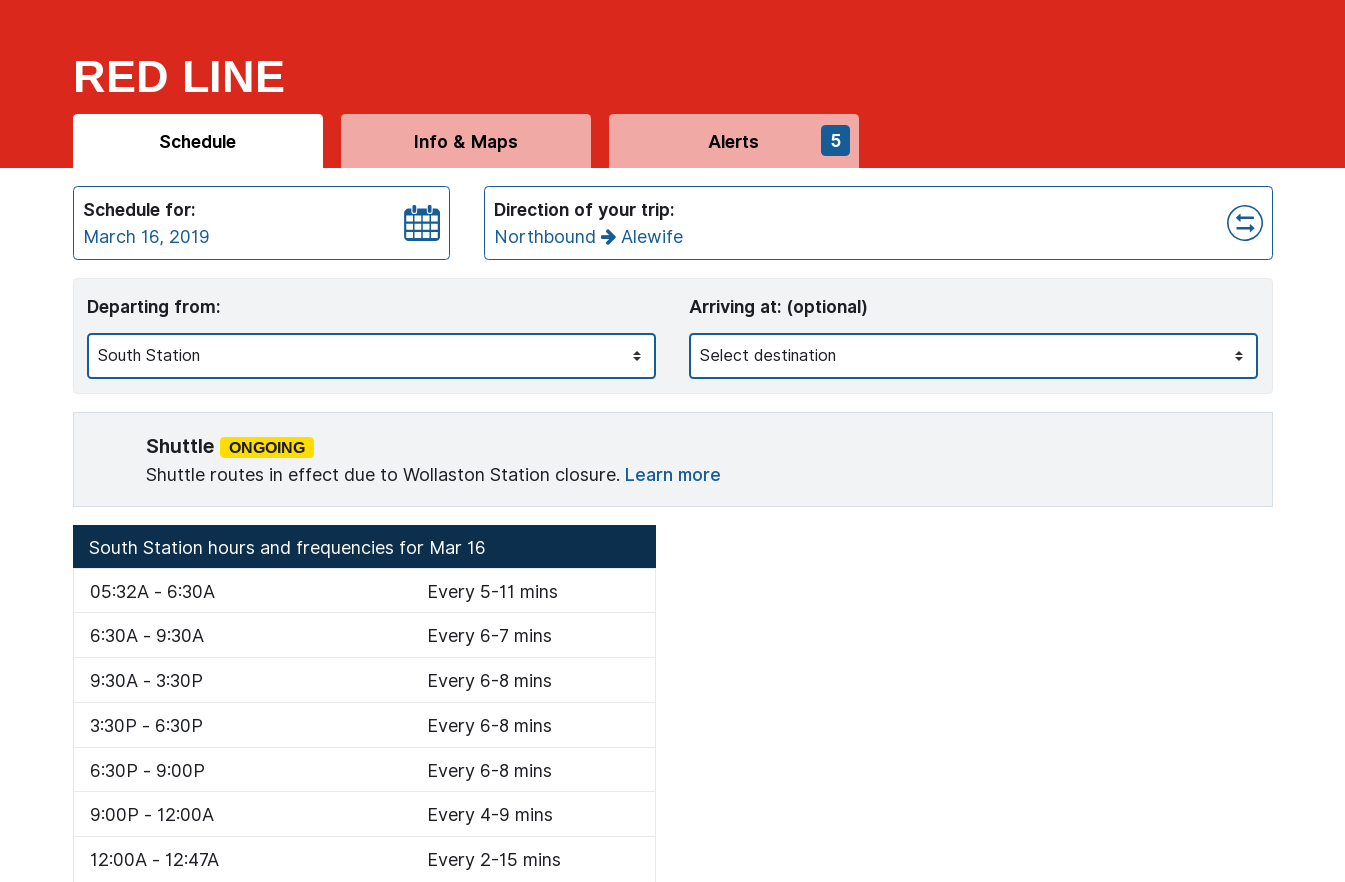 RED LINE
Schedule
Info & Maps
Alerts
5
Schedule for:
March 16, 2019
Direction of your trip:
Northbound → Alewife
Departing from:
South Station
Arriving at: (optional)
Select destination
Shuttle ONGOING
Shuttle routes in effect due to Wollaston Station closure. Learn more
South Station hours and frequencies for Mar 16
05:32A - 6:30A Every 5-11 mins
6:30A - 9:30A Every 6-7 mins
9:30A - 3:30P Every 6-8 mins
3:30P - 6:30P Every 6-8 mins
6:30P - 9:00P Every 6-8 mins
9:00P - 12:00A Every 4-9 mins
12:00A - 12:47A Every 2-15 mins